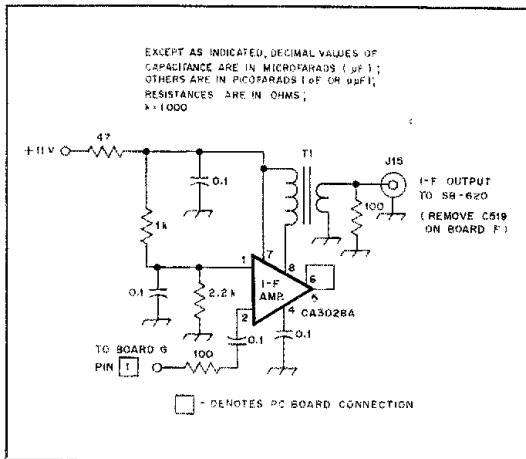 EXCEPT AS INDICATED, DECIMAL VALUES OF
CAPACITANCE ARE IN MICROFARADS (µF);
OTHERS ARE IN PICOFARADS (pF OR µµF);
RESISTANCES ARE IN OHMS;
k=1000
+11V
47
0.1
T1
J15
I-F OUTPUT
TO SB-620
(REMOVE C519
ON BOARD F)
100
1k
0.1
2.2k
1
7
8
I-F
AMP.
6
5
CA3028A
2
4
0.1
0.1
TO BOARD G
PIN 1
100
- DENOTES PC BOARD CONNECTION